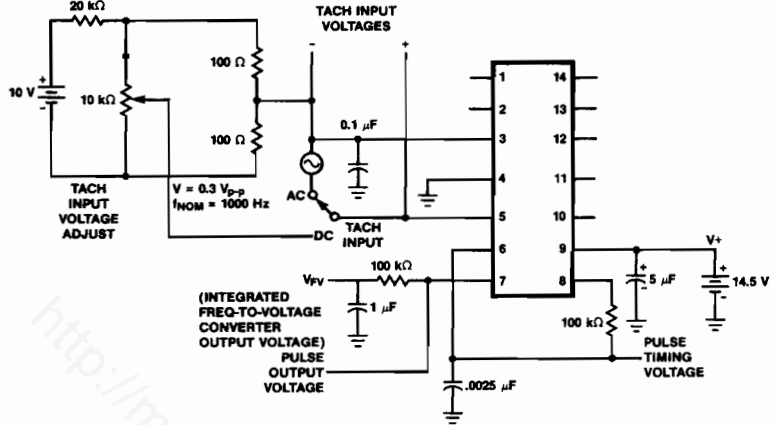 20 kΩ
TACH INPUT
VOLTAGES
-
+
100 Ω
10 V
+
-
10 kΩ
100 Ω
0.1 μF
1
2
3
4
5
6
7
14
13
12
11
10
9
8
TACH
INPUT
VOLTAGE
ADJUST
V = 0.3 Vp-p
fNOM = 1000 Hz
AC
DC
TACH
INPUT
VFV
100 kΩ
1 μF
(INTEGRATED
FREQ-TO-VOLTAGE
CONVERTER
OUTPUT VOLTAGE)
PULSE
OUTPUT
VOLTAGE
V+
+
5 μF
-
+
14.5 V
-
100 kΩ
PULSE
TIMING
VOLTAGE
.0025 μF
http://m